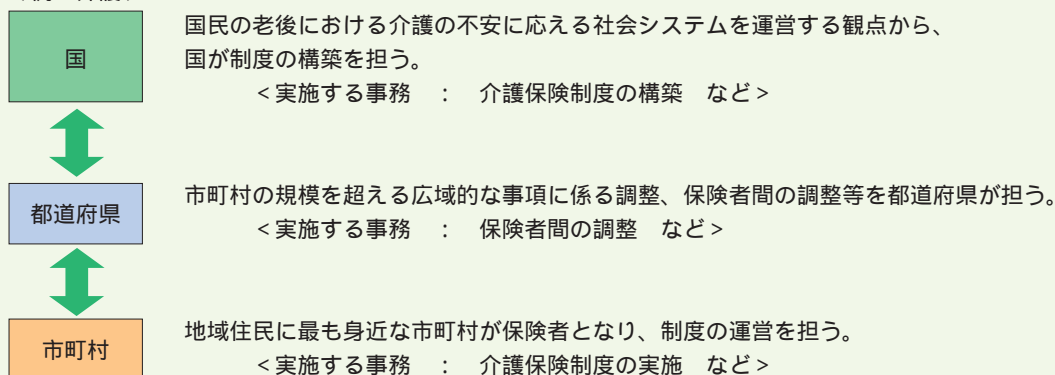 国
国民の老後における介護の不安に応える社会システムを運営する観点から、
国が制度の構築を担う。
＜実施する事務　：　介護保険制度の構築　など＞
都道府県
市町村の規模を超える広域的な事項に係る調整、保険者間の調整等を都道府県が担う。
＜実施する事務　：　保険者間の調整　など＞
市町村
地域住民に最も身近な市町村が保険者となり、制度の運営を担う。
＜実施する事務　：　介護保険制度の実施　など＞